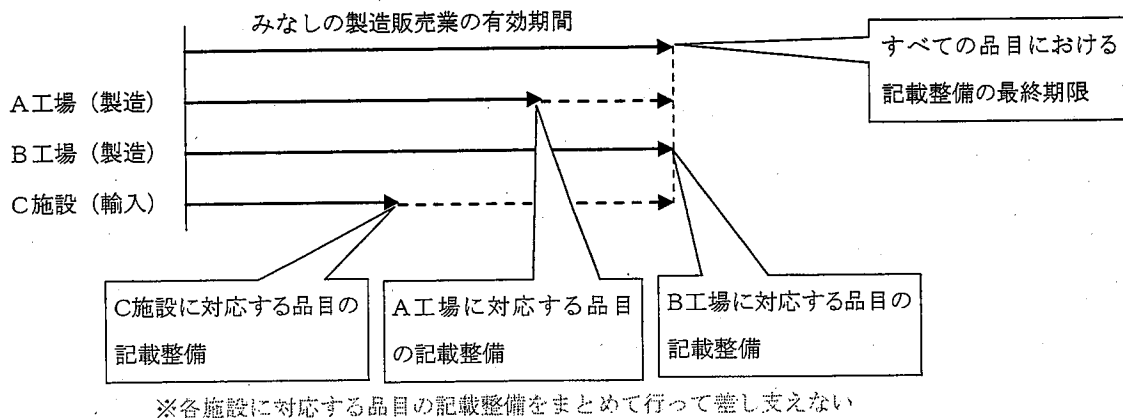 みなしの製造販売業の有効期間
すべての品目における
記載整備の最終期限
A工場（製造）
B工場（製造）
C施設（輸入）
C施設に対応する品目の
記載整備
A工場に対応する品目
の記載整備
B工場に対応する品目の
記載整備
※各施設に対応する品目の記載整備をまとめて行って差し支えない